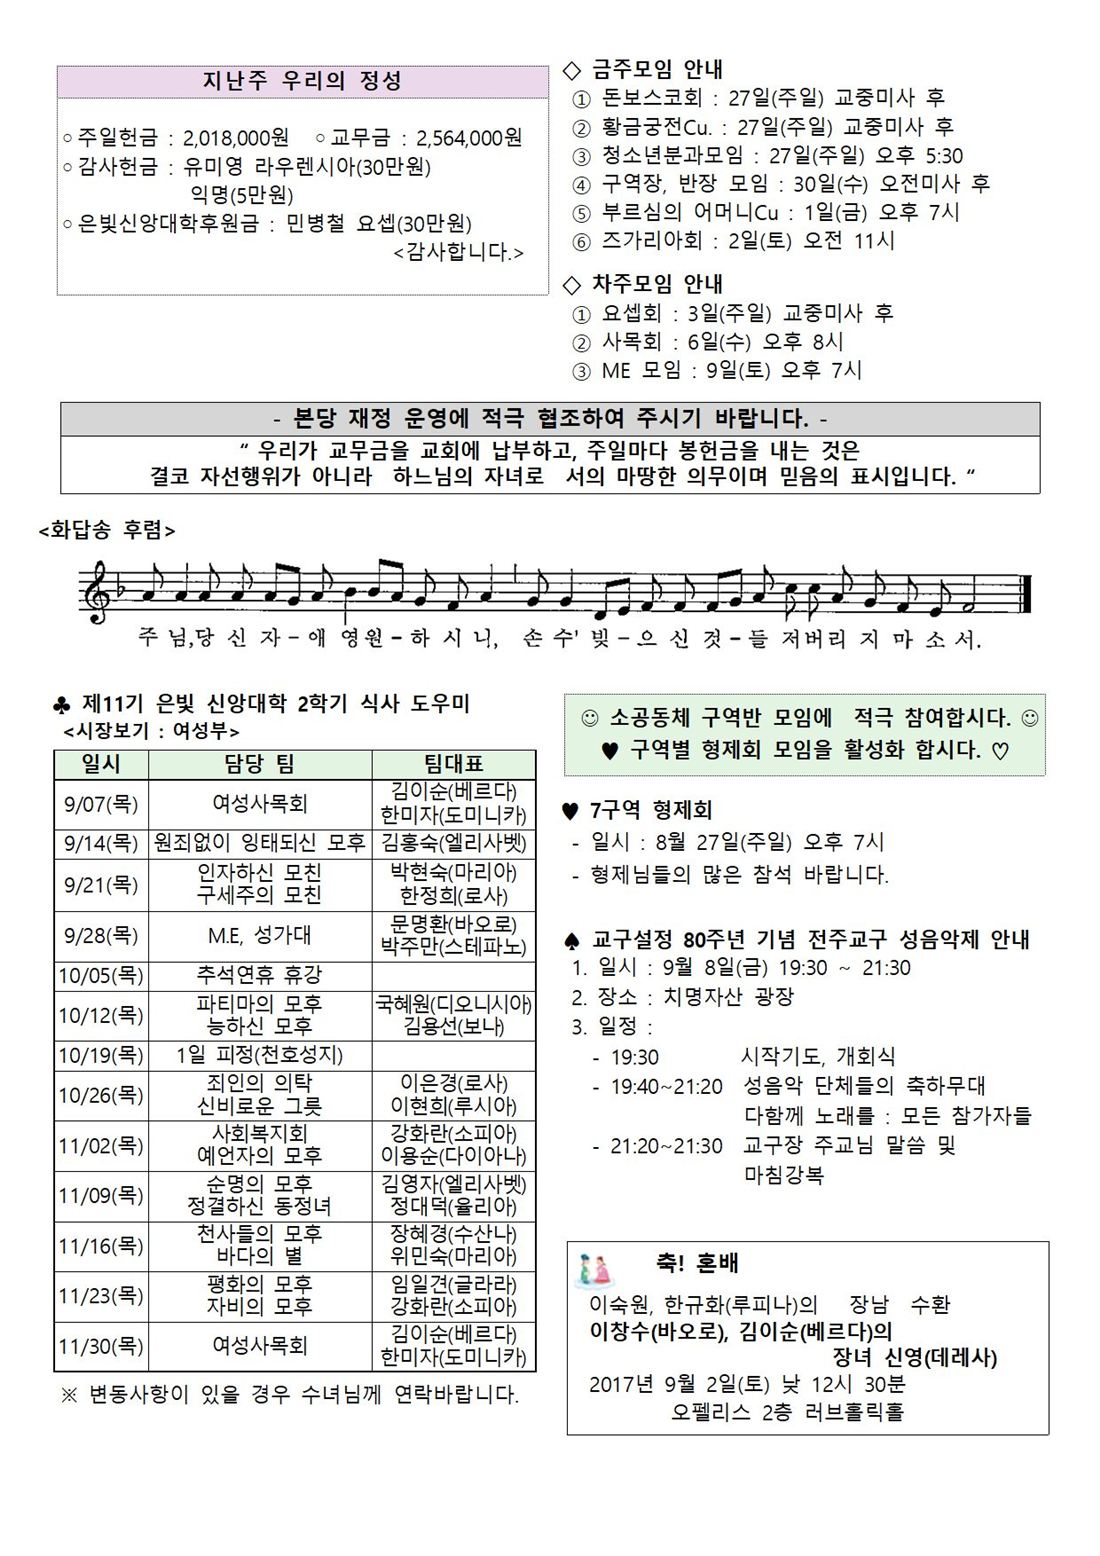 지난주 우리의 정성
○ 주일헌금 : 2,018,000원 ○ 교무금 : 2,564,000원
○ 감사헌금 : 유미영 라우렌시아(30만원)
익명(5만원)
○ 은빛신앙대학후원금 : 민병철 요셉(30만원)
<감사합니다.>
◇ 금주모임 안내
① 돈보스코회 : 27일(주일) 교중미사 후
② 황금궁전Cu. : 27일(주일) 교중미사 후
③ 청소년분과모임 : 27일(주일) 오후 5:30
④ 구역장, 반장 모임 : 30일(수) 오전미사 후
⑤ 부르심의 어머니Cu : 1일(금) 오후 7시
⑥ 즈가리아회 : 2일(토) 오전 11시
◇ 차주모임 안내
① 요셉회 : 3일(주일) 교중미사 후
② 사목회 : 6일(수) 오후 8시
③ ME 모임 : 9일(토) 오후 7시
- 본당 재정 운영에 적극 협조하여 주시기 바랍니다. -
“ 우리가 교무금을 교회에 납부하고, 주일마다 봉헌금을 내는 것은
결코 자선행위가 아니라 하느님의 자녀로 서의 마땅한 의무이며 믿음의 표시입니다. “
<화답송 후렴>
주 님,당 신 자-애 영원-하 시 니, 손 수' 빚-으 신 것-들 저버리 지 마 소 서.
♣ 제11기 은빛 신앙대학 2학기 식사 도우미
<시장보기 : 여성부>
일시 담당 팀 팀대표
9/07(목) 여성사목회 김이순(베르다)
한미자(도미니카)
9/14(목) 원죄없이 잉태되신 모후 김홍숙(엘리사벳)
9/21(목) 인자하신 모친 박현숙(마리아)
구세주의 모친 한정희(로사)
9/28(목) M.E, 성가대 문명환(바오로)
박주만(스테파노)
10/05(목) 추석연휴 휴강
10/12(목) 파티마의 모후 국혜원(디오니시아)
능하신 모후 김용선(보나)
10/19(목) 1일 피정(천호성지)
10/26(목) 죄인의 의탁 이은경(로사)
신비로운 그릇 이현희(루시아)
11/02(목) 사회복지회 강화란(소피아)
예언자의 모후 이용순(다이아나)
11/09(목) 순명의 모후 김영자(엘리사벳)
정결하신 동정녀 정대덕(율리아)
11/16(목) 천사들의 모후 장혜경(수산나)
바다의 별 위민숙(마리아)
11/23(목) 평화의 모후 임일견(글라라)
자비의 모후 강화란(소피아)
11/30(목) 여성사목회 김이순(베르다)
한미자(도미니카)
※ 변동사항이 있을 경우 수녀님께 연락바랍니다.
☺ 소공동체 구역반 모임에 적극 참여합시다. ☺
♥ 구역별 형제회 모임을 활성화 합시다. ♡
♥ 7구역 형제회
- 일시 : 8월 27일(주일) 오후 7시
- 형제님들의 많은 참석 바랍니다.
♠ 교구설정 80주년 기념 전주교구 성음악제 안내
1. 일시 : 9월 8일(금) 19:30 ~ 21:30
2. 장소 : 치명자산 광장
3. 일정 :
- 19:30 시작기도, 개회식
- 19:40~21:20 성음악 단체들의 축하무대
다함께 노래를 : 모든 참가자들
- 21:20~21:30 교구장 주교님 말씀 및
마침강복
축! 혼배
이숙원, 한규화(루피나)의 장남 수환
이창수(바오로), 김이순(베르다)의
장녀 신영(데레사)
2017년 9월 2일(토) 낮 12시 30분
오펠리스 2층 러브홀릭홀